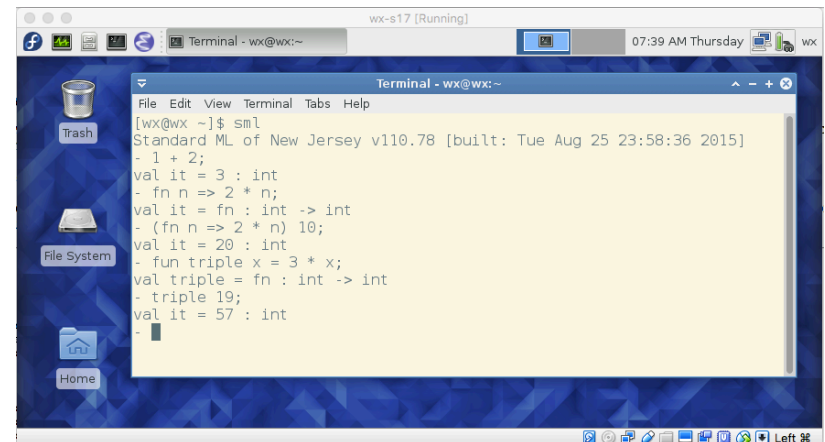 wx-s17 [Running]
Terminal - wx@wx:~
07:39 AM Thursday
wx
Trash
File System
Home
Terminal - wx@wx:~
File Edit View Terminal Tabs Help
[wx@wx ~]$ sml
Standard ML of New Jersey v110.78 [built: Tue Aug 25 23:58:36 2015]
- 1 + 2;
val it = 3 : int
- fn n => 2 * n;
val it = fn : int -> int
- (fn n => 2 * n) 10;
val it = 20 : int
- fun triple x = 3 * x;
val triple = fn : int -> int
- triple 19;
val it = 57 : int
-
Left ⌘